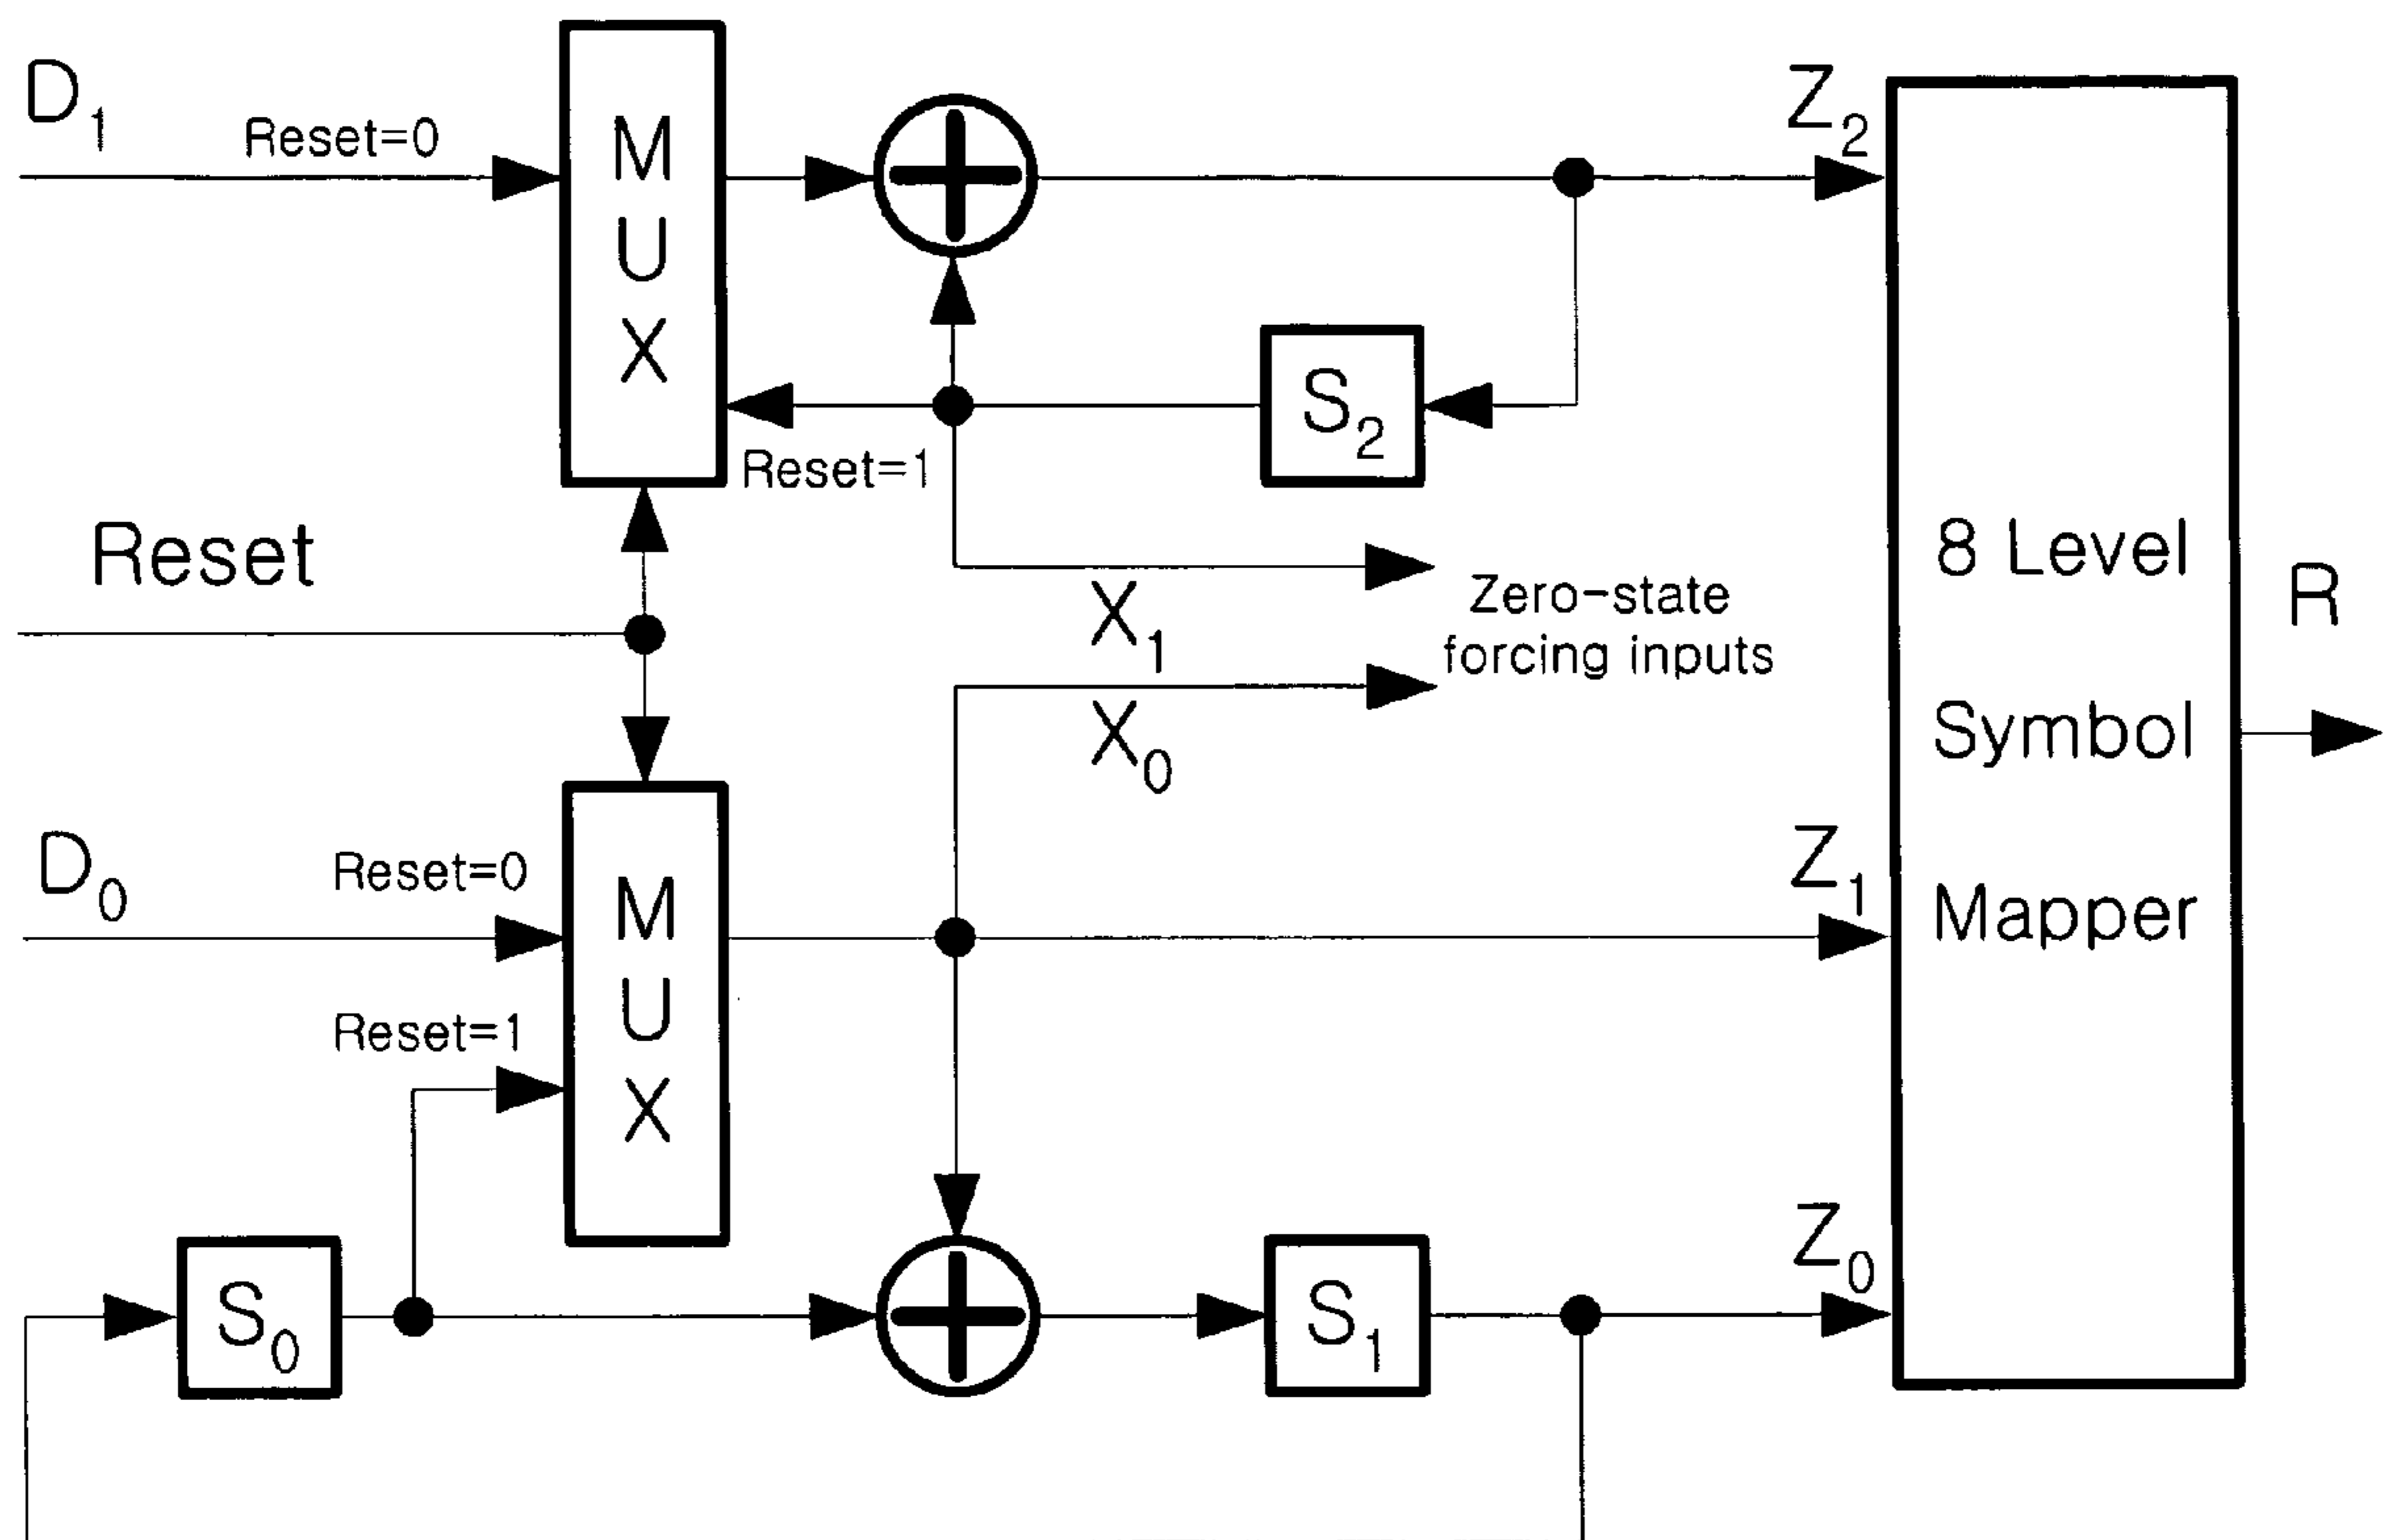 D1
Reset=0
M
U
X
Z2
S2
Reset=1
Reset
X1
Zero-state
forcing inputs
X0
8 Level
Symbol
Mapper
R
D0
Reset=0
M
U
X
Z1
Reset=1
S0
S1
Z0